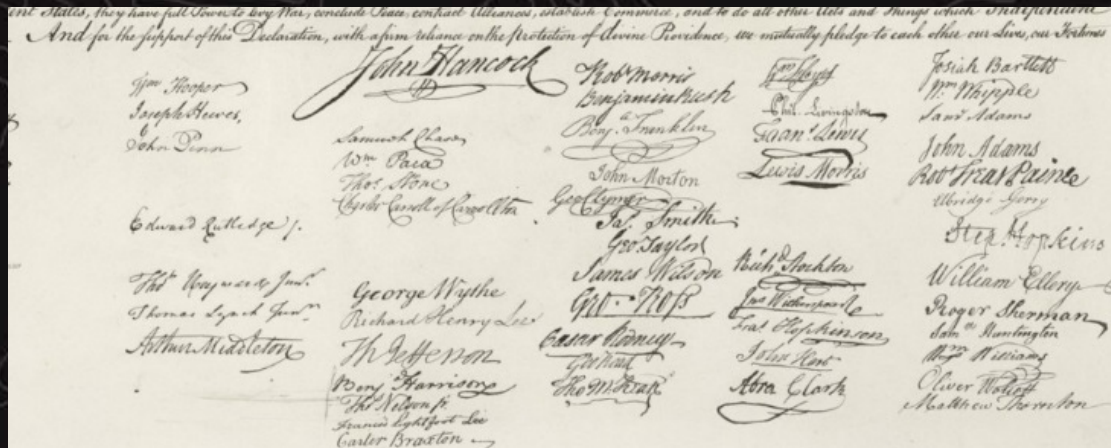 ent States, they have full Power to levy War, conclude Peace, contract Alliances, establish Commerce, and to do all other Acts and Things which Independent
And for the support of this Declaration, with a firm reliance on the protection of divine Providence, we mutually pledge to each other our Lives, our Fortunes
Wm Hooper
Joseph Hewes,
John Penn
Edward Rutledge /.
Thos Heyward Junr.
Thomas Lynch Junr.
Arthur Middleton
John Hancock
Samuel Chase
Wm Paca
Thos Stone
Charles Carroll of Carrollton
George Wythe
Richard Henry Lee
Th Jefferson
Benj Harrison
Thos Nelson jr.
Francis Lightfoot Lee
Carter Braxton
Robt Morris
Benjamin Rush
Benja Franklin
John Morton
Geo Clymer
Jas Smith
Geo Taylor
James Wilson
Geo. Ross
Caesar Rodney
Geo Read
Tho M:Kean
Wm Floyd
Phil. Livingston
Frans. Lewis
Lewis Morris
Richd Stockton
Jno Witherspoon
Fras. Hopkinson
John Hart
Abra Clark
Josiah Bartlett
Wm Whipple
Saml Adams
John Adams
Robt Treat Paine
Elbridge Gerry
Step. Hopkins
William Ellery
Roger Sherman
Saml Huntington
Wm Williams
Oliver Wolcott
Matthew Thornton